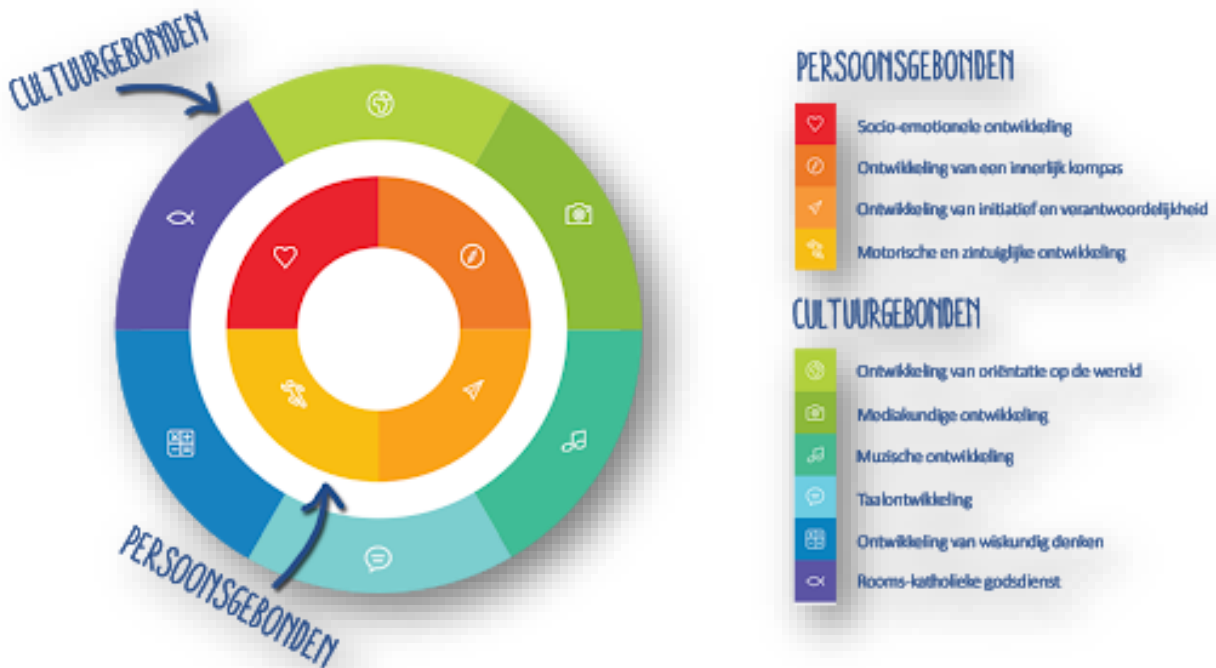 CULTUURGEBONDEN
PERSOONSGEBONDEN
PERSOONSGEBONDEN
Socio-emotionele ontwikkeling
Ontwikkeling van een innerlijk kompas
Ontwikkeling van initiatief en verantwoordelijkheid
Motorische en zintuiglijke ontwikkeling
CULTUURGEBONDEN
Ontwikkeling van oriëntatie op de wereld
Mediakundige ontwikkeling
Muzische ontwikkeling
Taalontwikkeling
Ontwikkeling van wiskundig denken
Rooms-katholieke godsdienst